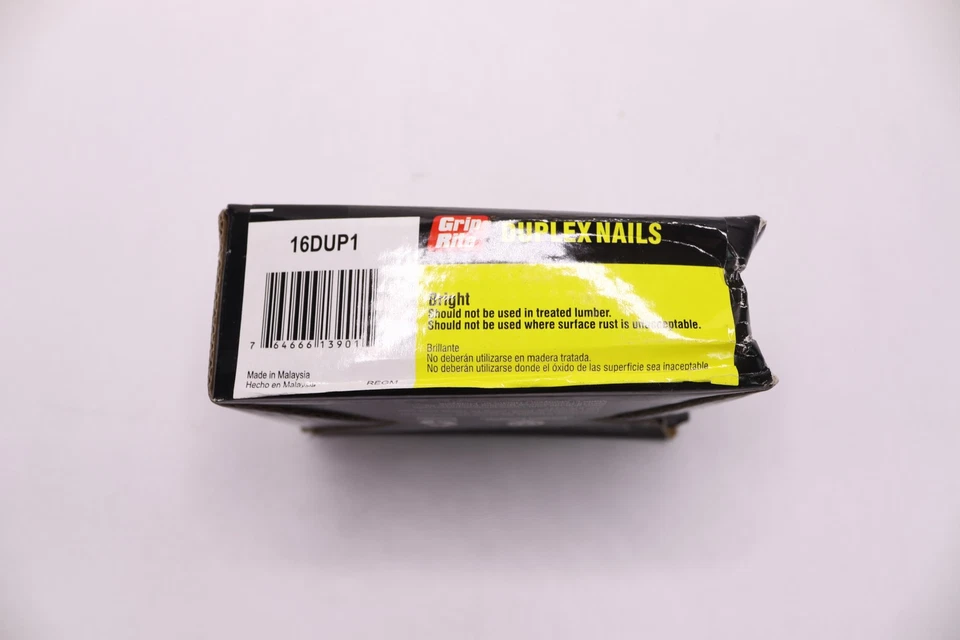 16DUP1
7 64666 13901
Made in Malaysia
Hecho en Malaysia
Grip
Rite
DUPLEX NAILS
Bright
Should not be used in treated lumber.
Should not be used where surface rust is unacceptable.
Brillante
No deberán utilizarse en madera tratada.
No deberán utilizarse donde el óxido de las superficie sea inaceptable